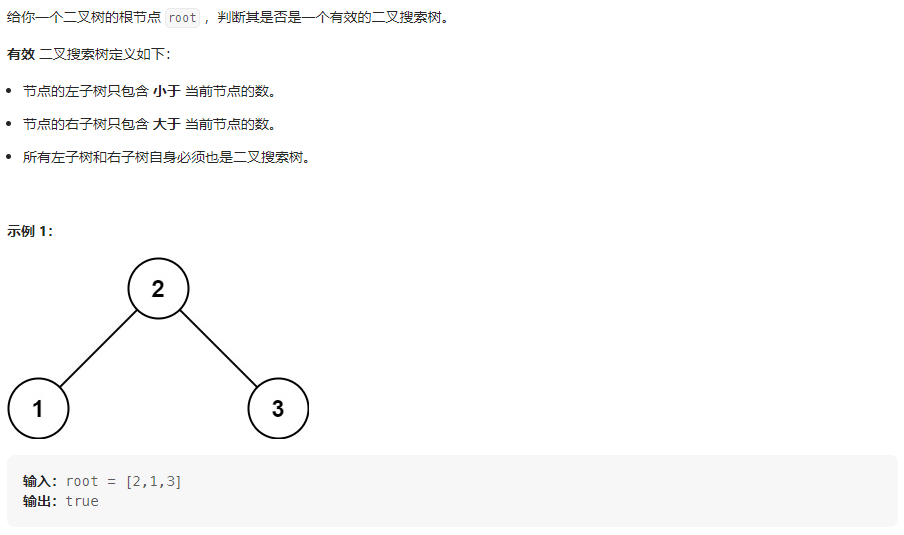 给你一个二叉树的根节点 root ，判断其是否是一个有效的二叉搜索树。
有效 二叉搜索树定义如下：
• 节点的左子树只包含 小于 当前节点的数。
• 节点的右子树只包含 大于 当前节点的数。
• 所有左子树和右子树自身必须也是二叉搜索树。
示例 1：
2
1 3
输入：root = [2,1,3]
输出：true